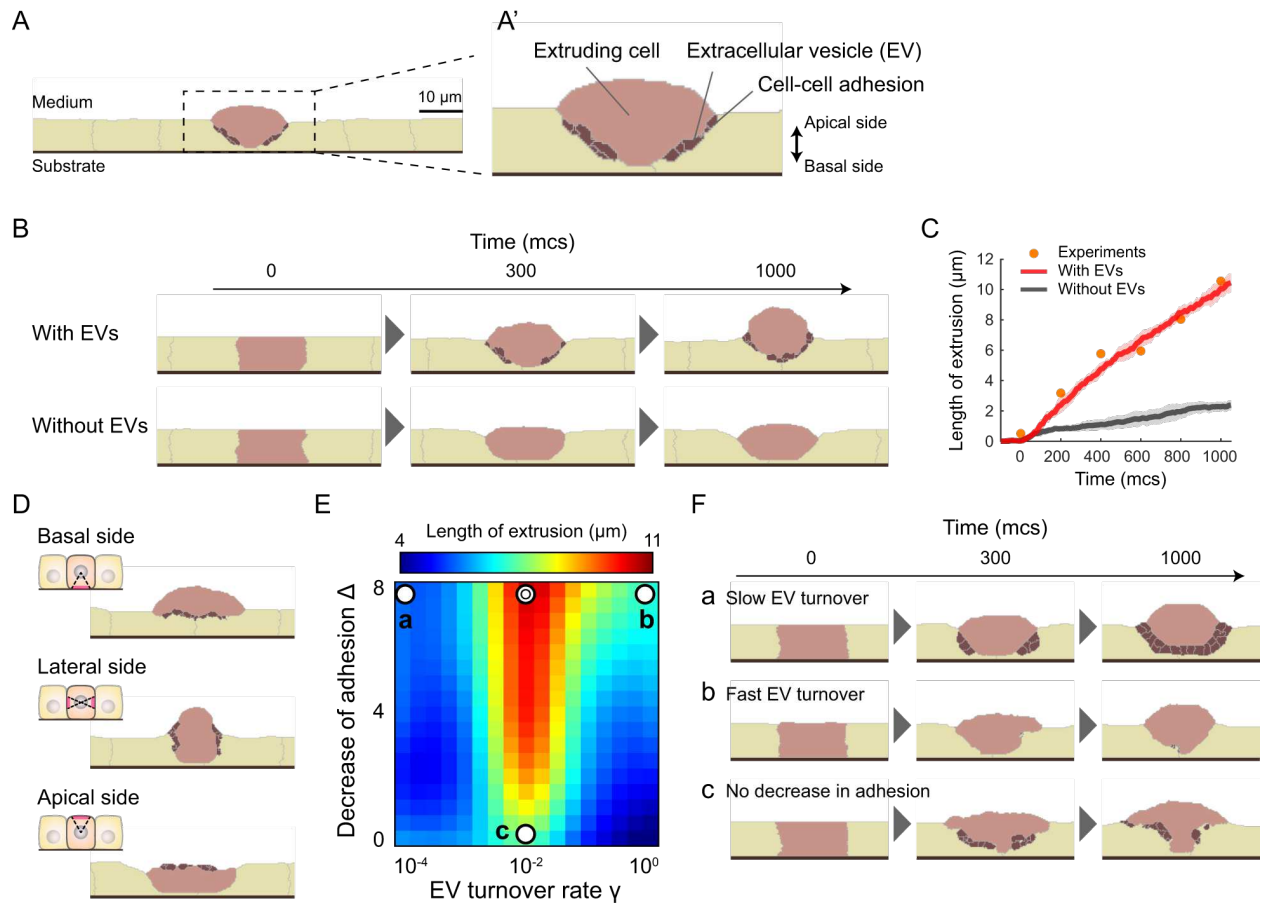 A
Medium
10 µm
Substrate
A’
Extruding cell
Extracellular vesicle (EV)
Cell-cell adhesion
Apical side
Basal side
B
Time (mcs)
0
300
1000
With EVs
Without EVs
C
Experiments
With EVs
Without EVs
Length of extrusion (µm)
12
10
8
6
4
2
0
0 200 400 600 800 1000
Time (mcs)
D
Basal side
Lateral side
Apical side
E
Length of extrusion (µm)
4
11
Decrease of adhesion Δ
8
4
0
a
b
c
10⁻⁴
10⁻²
10⁰
EV turnover rate γ
F
Time (mcs)
0
300
1000
a Slow EV turnover
b Fast EV turnover
c No decrease in adhesion